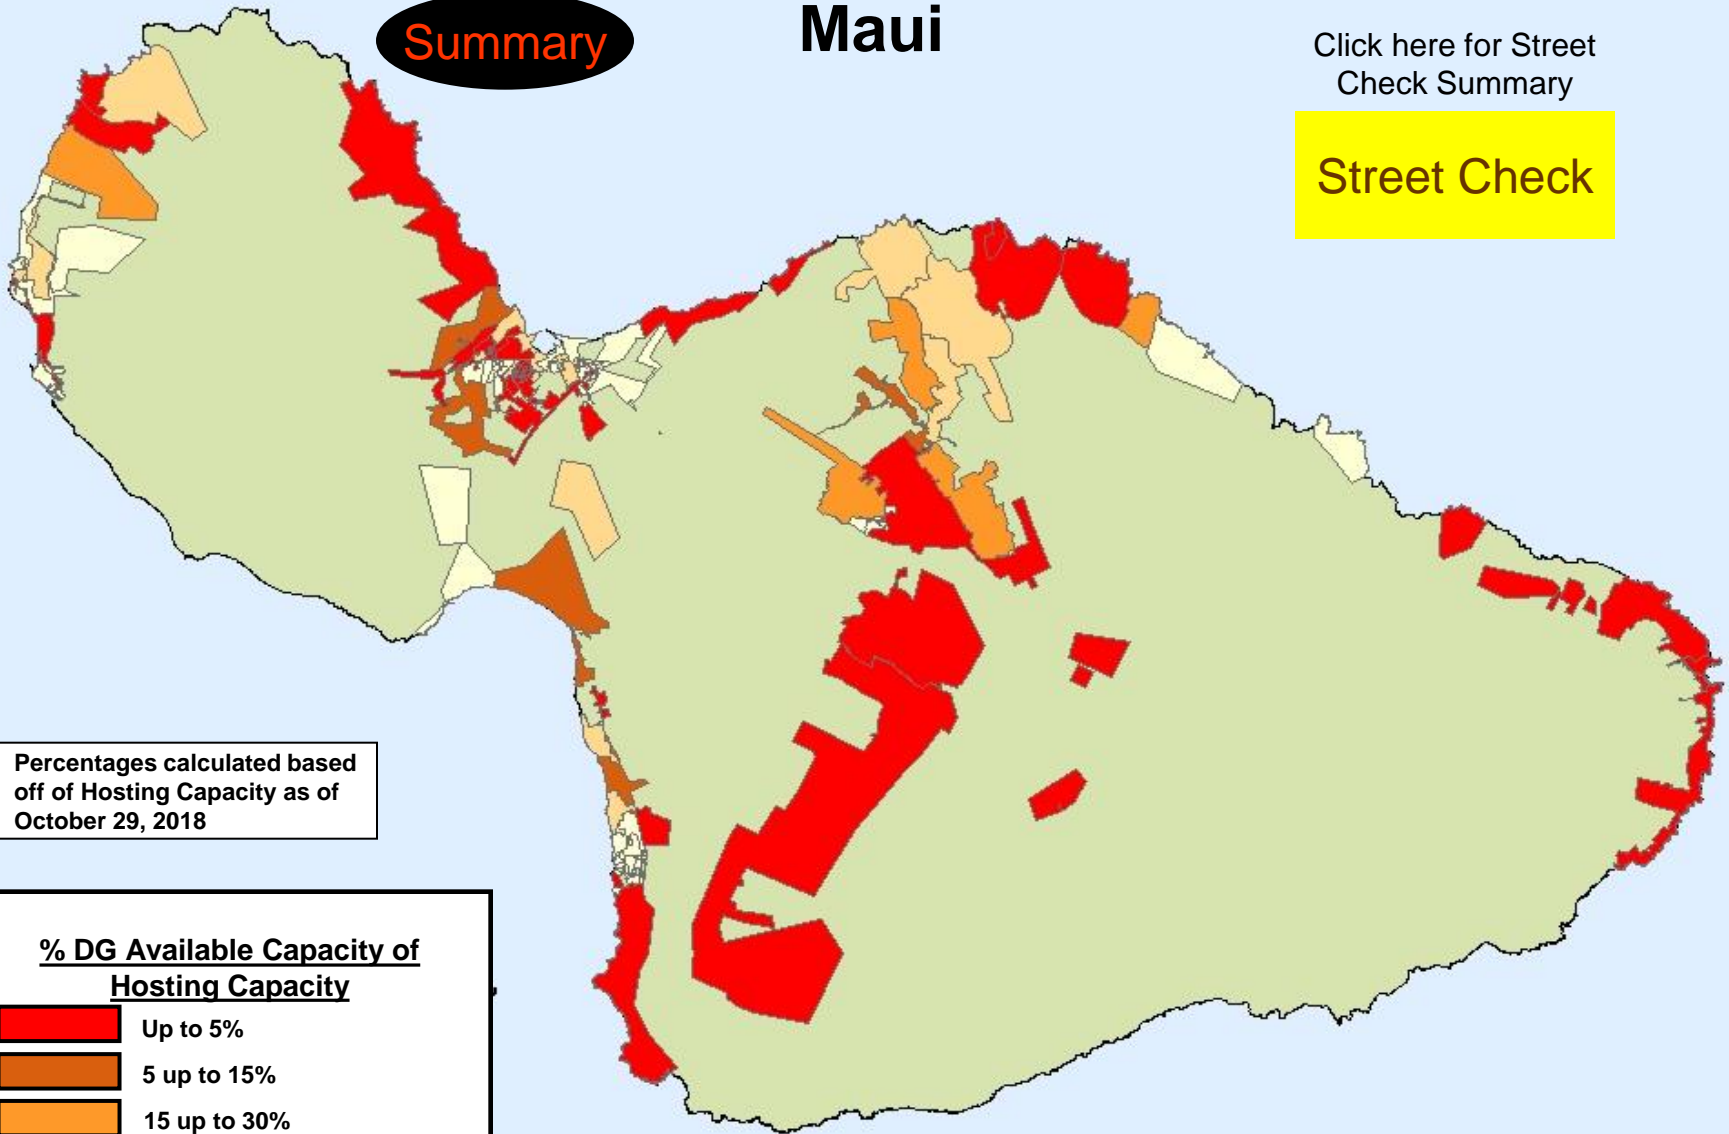 Summary
Maui
Click here for Street
Check Summary
Street Check
Percentages calculated based
off of Hosting Capacity as of
October 29, 2018
% DG Available Capacity of
Hosting Capacity
Up to 5%
5 up to 15%
15 up to 30%